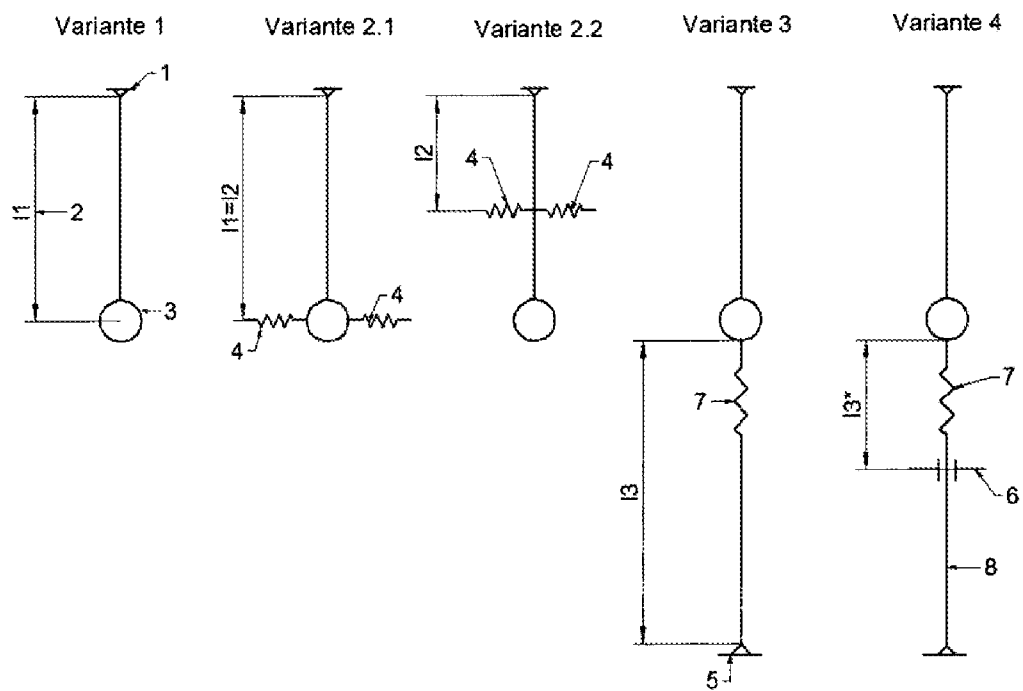 Variante 1
Variante 2.1
Variante 2.2
Variante 3
Variante 4
1
l1
2
3
l1=l2
4
4
l2
4
4
l3
7
5
l3*
7
6
8